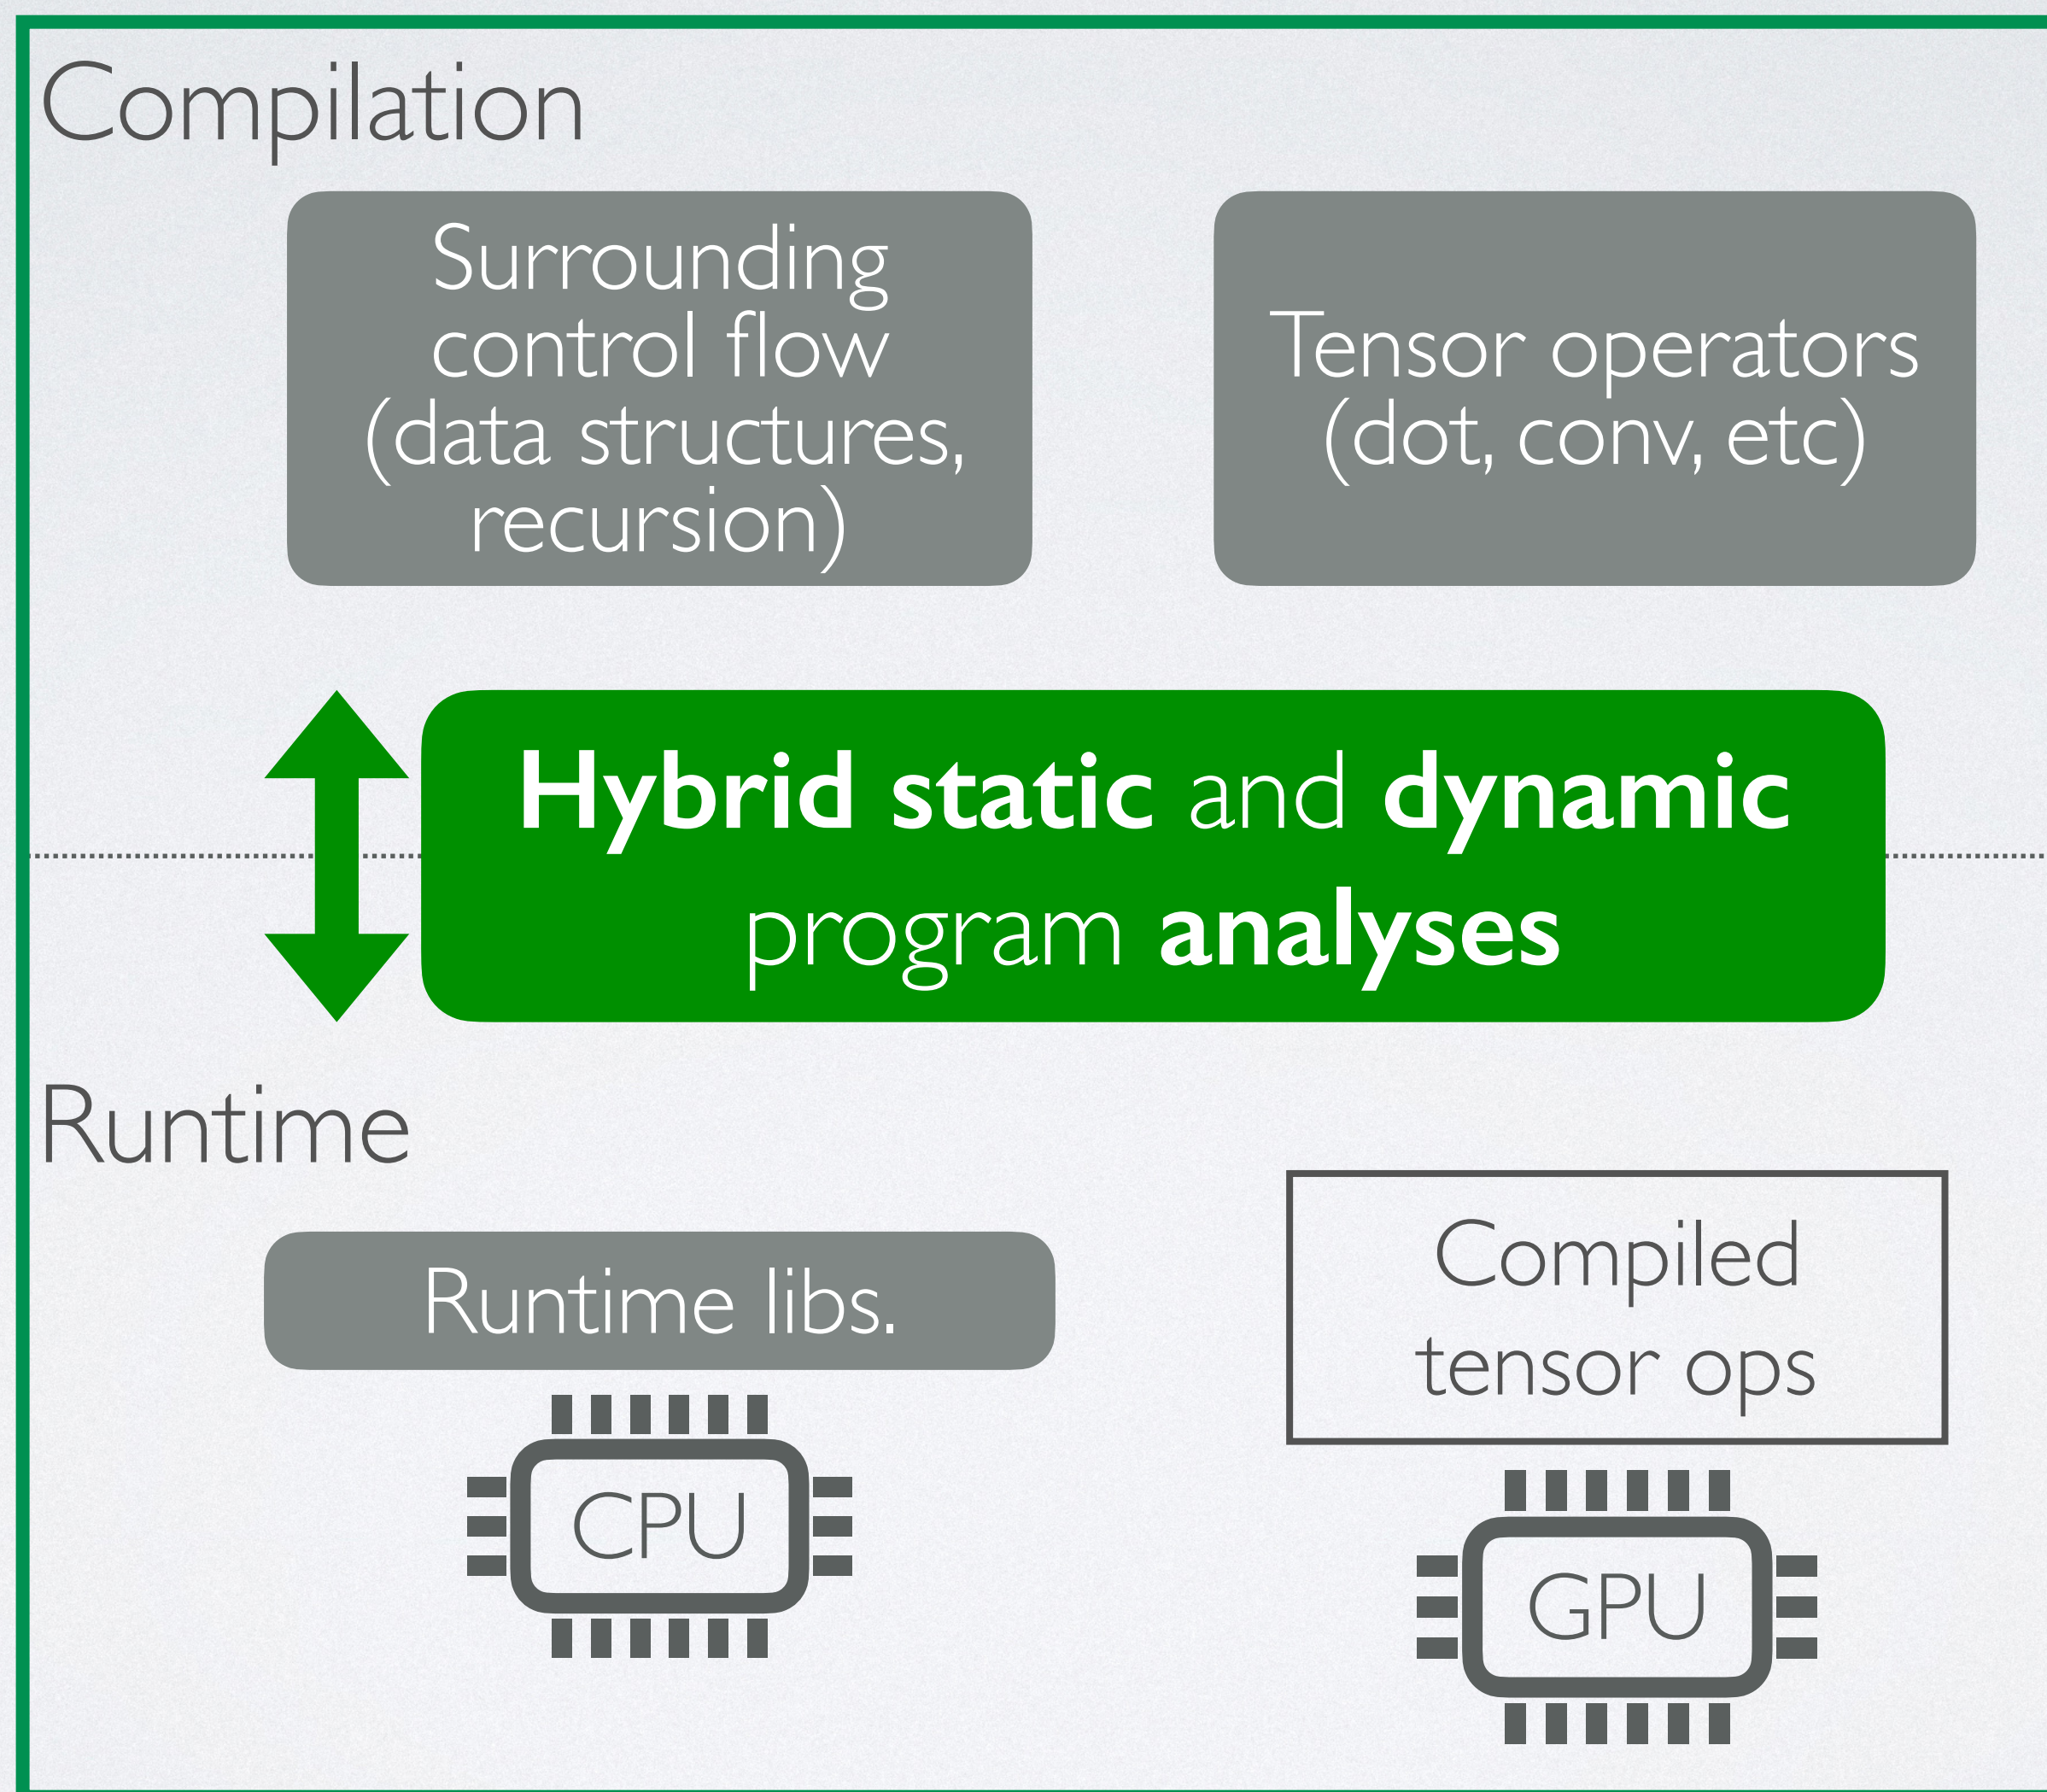 Compilation
Surrounding
control flow
(data structures,
recursion)
Tensor operators
(dot, conv, etc)
Hybrid static and dynamic
program analyses
Runtime
Runtime libs.
CPU
Compiled
tensor ops
GPU